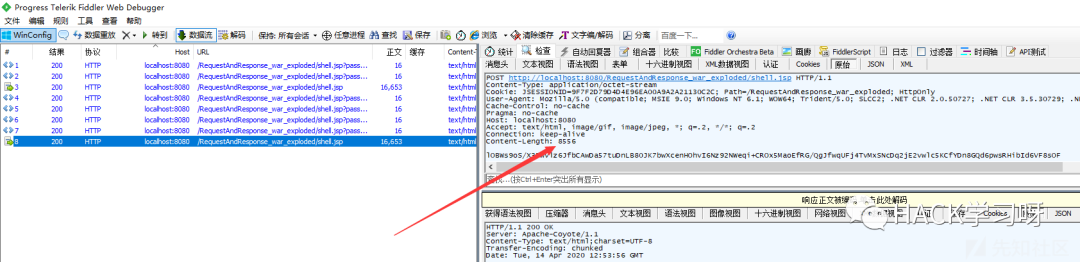 Progress Telerik Fiddler Web Debugger
文件 编辑 规则 工具 查看 帮助
WinConfig 数据重放 转到 数据流 解码 保持: 所有会话 任意进程 查找 保存 浏览 清除缓存 文字编/解码 分离 百度一下...
# 结果 协议 Host URL 正文 缓存 Content-
1 200 HTTP localhost:8080 /RequestAndResponse_war_exploded/shell.jsp?pass... 16 text/html
2 200 HTTP localhost:8080 /RequestAndResponse_war_exploded/shell.jsp?pass... 16 text/html
3 200 HTTP localhost:8080 /RequestAndResponse_war_exploded/shell.jsp 16,653 text/html
4 200 HTTP localhost:8080 /RequestAndResponse_war_exploded/shell.jsp?pass... 16 text/html
5 200 HTTP localhost:8080 /RequestAndResponse_war_exploded/shell.jsp?pass... 16 text/html
6 200 HTTP localhost:8080 /RequestAndResponse_war_exploded/shell.jsp?pass... 16 text/html
7 200 HTTP localhost:8080 /RequestAndResponse_war_exploded/shell.jsp?pass... 16 text/html
8 200 HTTP localhost:8080 /RequestAndResponse_war_exploded/shell.jsp 16,653 text/html
统计 检查 自动回复器 组合器 比较 FO Fiddler Orchestra Beta 画廊 FiddlerScript 日志 过滤器 时间轴 API测试
消息头 文本视图 语法视图 表单 十六进制视图 XML数据视图 认证 Cookies 原始 JSON XML
POST http://localhost:8080/RequestAndResponse_war_exploded/shell.jsp HTTP/1.1
Content-Type: application/octet-stream
Cookie: JSESSIONID=9F7F2D79D4D4E96EA00A9A2A21130C2C; Path=/RequestAndResponse_war_exploded; HttpOnly
User-Agent: Mozilla/5.0 (compatible; MSIE 9.0; Windows NT 6.1; WOW64; Trident/5.0; SLCC2; .NET CLR 2.0.50727; .NET CLR 3.5.30729; .NE
Cache-Control: no-cache
Pragma: no-cache
Host: localhost:8080
Accept: text/html, image/gif, image/jpeg, *; q=.2, */*; q=.2
Connection: keep-alive
Content-Length: 8556
(按Ctrl+Enter突出所有显示)
响应正文被编 此处解码
获得语法视图 压缩器 消息头 文本视图 语法视图 图像视图 十六进制视图 网络视图 Cookies JSON
HTTP/1.1 200 OK
Server: Apache-Coyote/1.1
Content-Type: text/html;charset=UTF-8
Transfer-Encoding: chunked
Date: Tue, 14 Apr 2020 12:53:56 GMT
HACK学习呀
先知社区